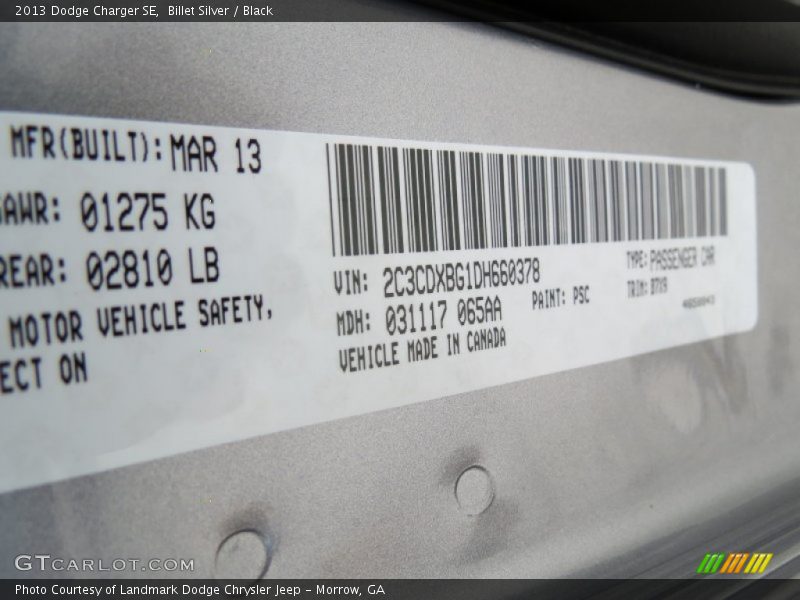 2013 Dodge Charger SE, Billet Silver / Black
MFR(BUILT): MAR 13
AWR: 01275 KG
REAR: 02810 LB
MOTOR VEHICLE SAFETY,
ECT ON
VIN: 2C3CDXBG1DH660378
TYPE: PASSENGER CAR
MDH: 031117 065AA
PAINT: PSC
TRIM:
VEHICLE MADE IN CANADA
GTCARLOT.COM
Photo Courtesy of Landmark Dodge Chrysler Jeep – Morrow, GA